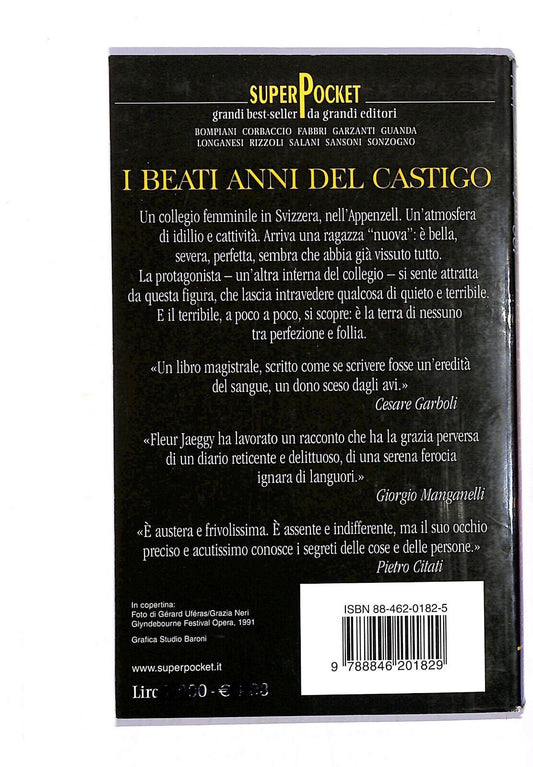 SUPERPOCKET
grandi best-seller da grandi editori
BOMPIANI CORBACCIO FABBRI GARZANTI GUANDA
LONGANESI RIZZOLI SALANI SANSONI SONZOGNO
I BEATI ANNI DEL CASTIGO
Un collegio femminile in Svizzera, nell'Appenzell. Un'atmosfera
di idillio e cattività. Arriva una ragazza “nuova”: è bella,
severa, perfetta, sembra che abbia già vissuto tutto.
La protagonista – un'altra interna del collegio – si sente attratta
da questa figura, che lascia intravedere qualcosa di quieto e terribile.
E il terribile, a poco a poco, si scopre: è la terra di nessuno
tra perfezione e follia.
«Un libro magistrale, scritto come se scrivere fosse un'eredità
del sangue, un dono sceso dagli avi.»
Cesare Garboli
«Fleur Jaeggy ha lavorato un racconto che ha la grazia perversa
di un diario reticente e delittuoso, di una serena ferocia
ignara di languori.»
Giorgio Manganelli
«È austera e frivolissima. È assente e indifferente, ma il suo occhio
preciso e acutissimo conosce i segreti delle cose e delle persone.»
Pietro Citati
In copertina:
Foto di Gérard Uféras/Grazia Neri
Glyndebourne Festival Opera, 1991
Grafica Studio Baroni
www.superpocket.it
Lire - €
ISBN 88-462-0182-5
9 788846 201829